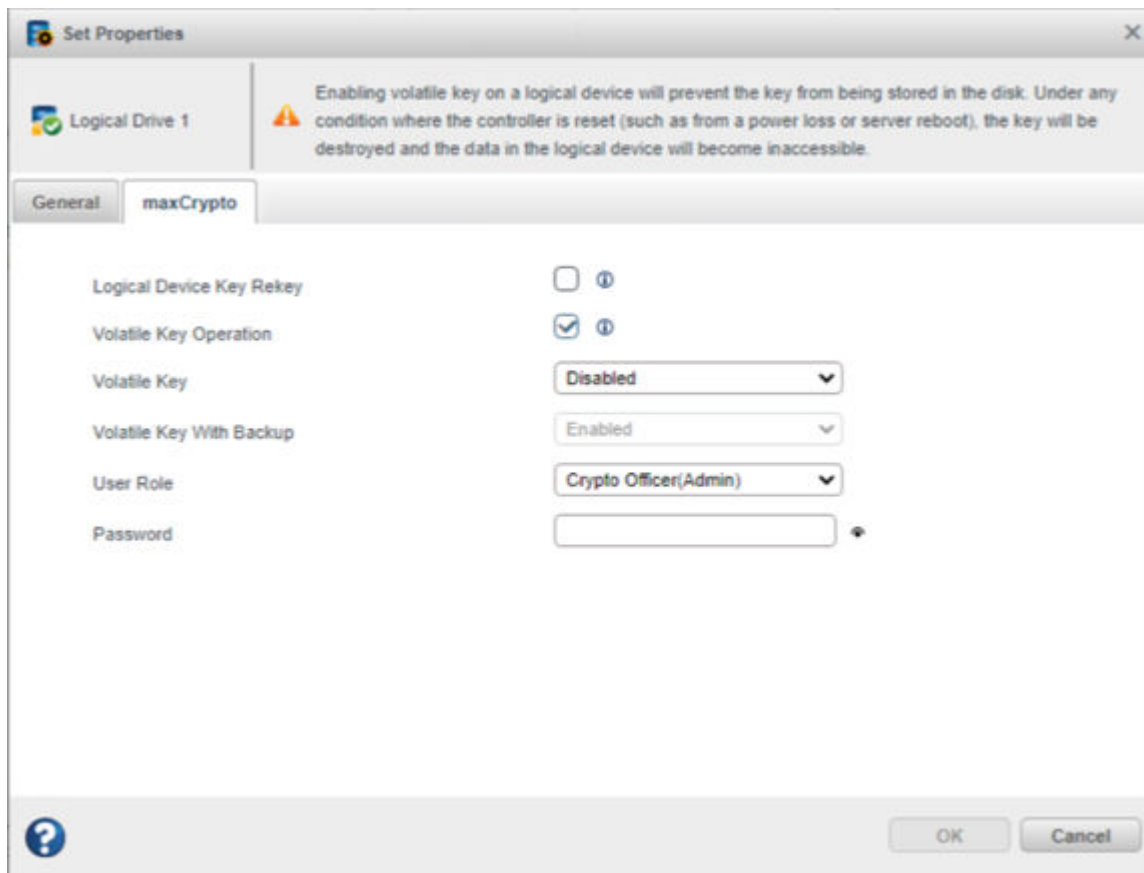 Set Properties
Logical Drive 1
Enabling volatile key on a logical device will prevent the key from being stored in the disk. Under any
condition where the controller is reset (such as from a power loss or server reboot), the key will be
destroyed and the data in the logical device will become inaccessible.
General
maxCrypto
Logical Device Key Rekey
Volatile Key Operation
Volatile Key
Disabled
Volatile Key With Backup
Enabled
User Role
Crypto Officer(Admin)
Password
OK
Cancel